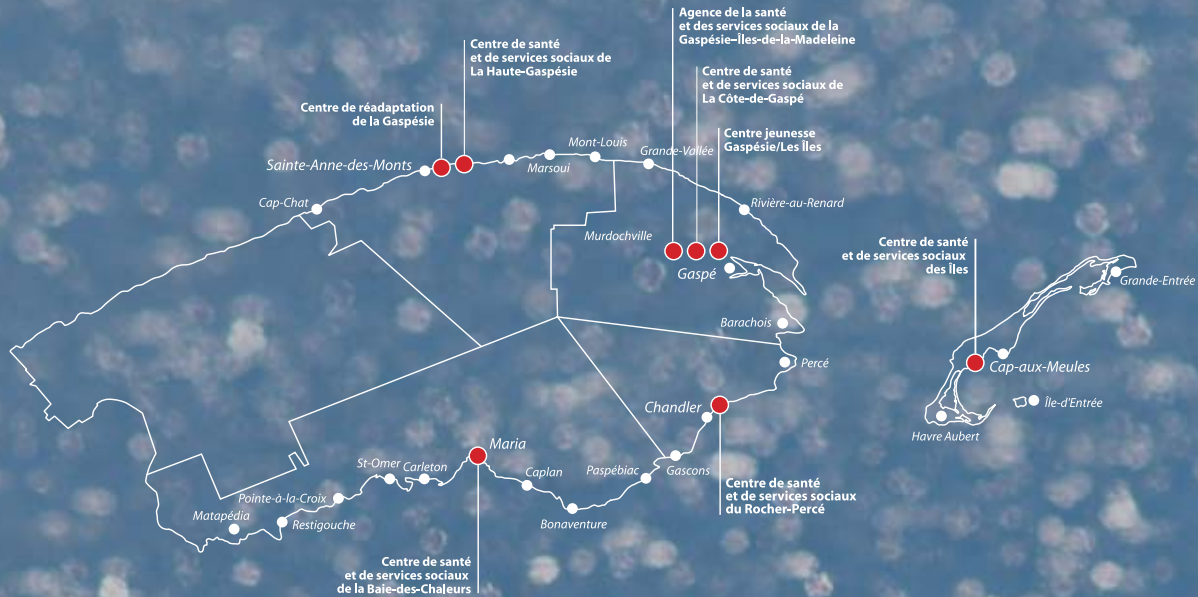 Agence de la santé
et des services sociaux de la
Gaspésie–Îles-de-la-Madeleine
Centre de santé
et de services sociaux de
La Haute-Gaspésie
Centre de santé
et de services sociaux de
La Côte-de-Gaspé
Centre de réadaptation
de la Gaspésie
Centre jeunesse
Gaspésie/Les Îles
Mont-Louis
Grande-Vallée
Sainte-Anne-des-Monts
Marsoui
Cap-Chat
Rivière-au-Renard
Murdochville
Gaspé
Centre de santé
et de services sociaux
des Îles
Grande-Entrée
Barachois
Percé
Cap-aux-Meules
Chandler
Île-d'Entrée
Havre Aubert
Maria
St-Omer
Carleton
Caplan
Paspébiac
Gascons
Pointe-à-la-Croix
Matapédia
Restigouche
Bonaventure
Centre de santé
et de services sociaux
du Rocher-Percé
Centre de santé
et de services sociaux
de la Baie-des-Chaleurs